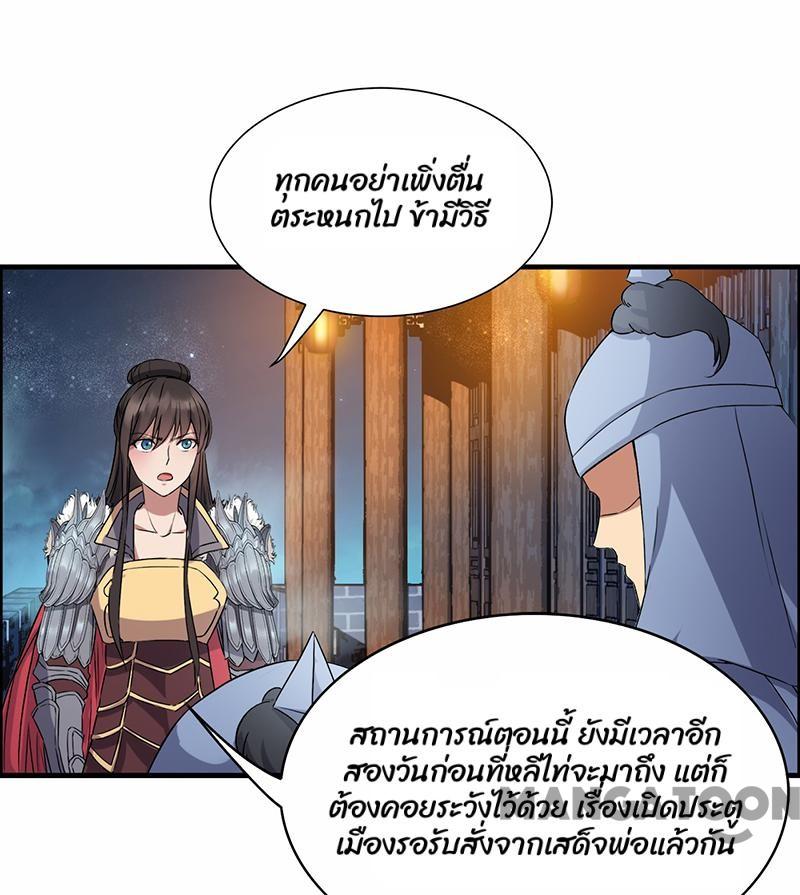 ทุกคนอย่าเพิ่งตื่น
ตระหนกไป ข้ามีวิธี
สถานการณ์ตอนนี้ ยังมีเวลาอีก
สองวันก่อนที่หลีไท่จะมาถึง แต่ก็
ต้องคอยระวังไว้ด้วย เรื่องเปิดประตู
เมืองรอรับสั่งจากเสด็จพ่อแล้วกัน
MANGATOON